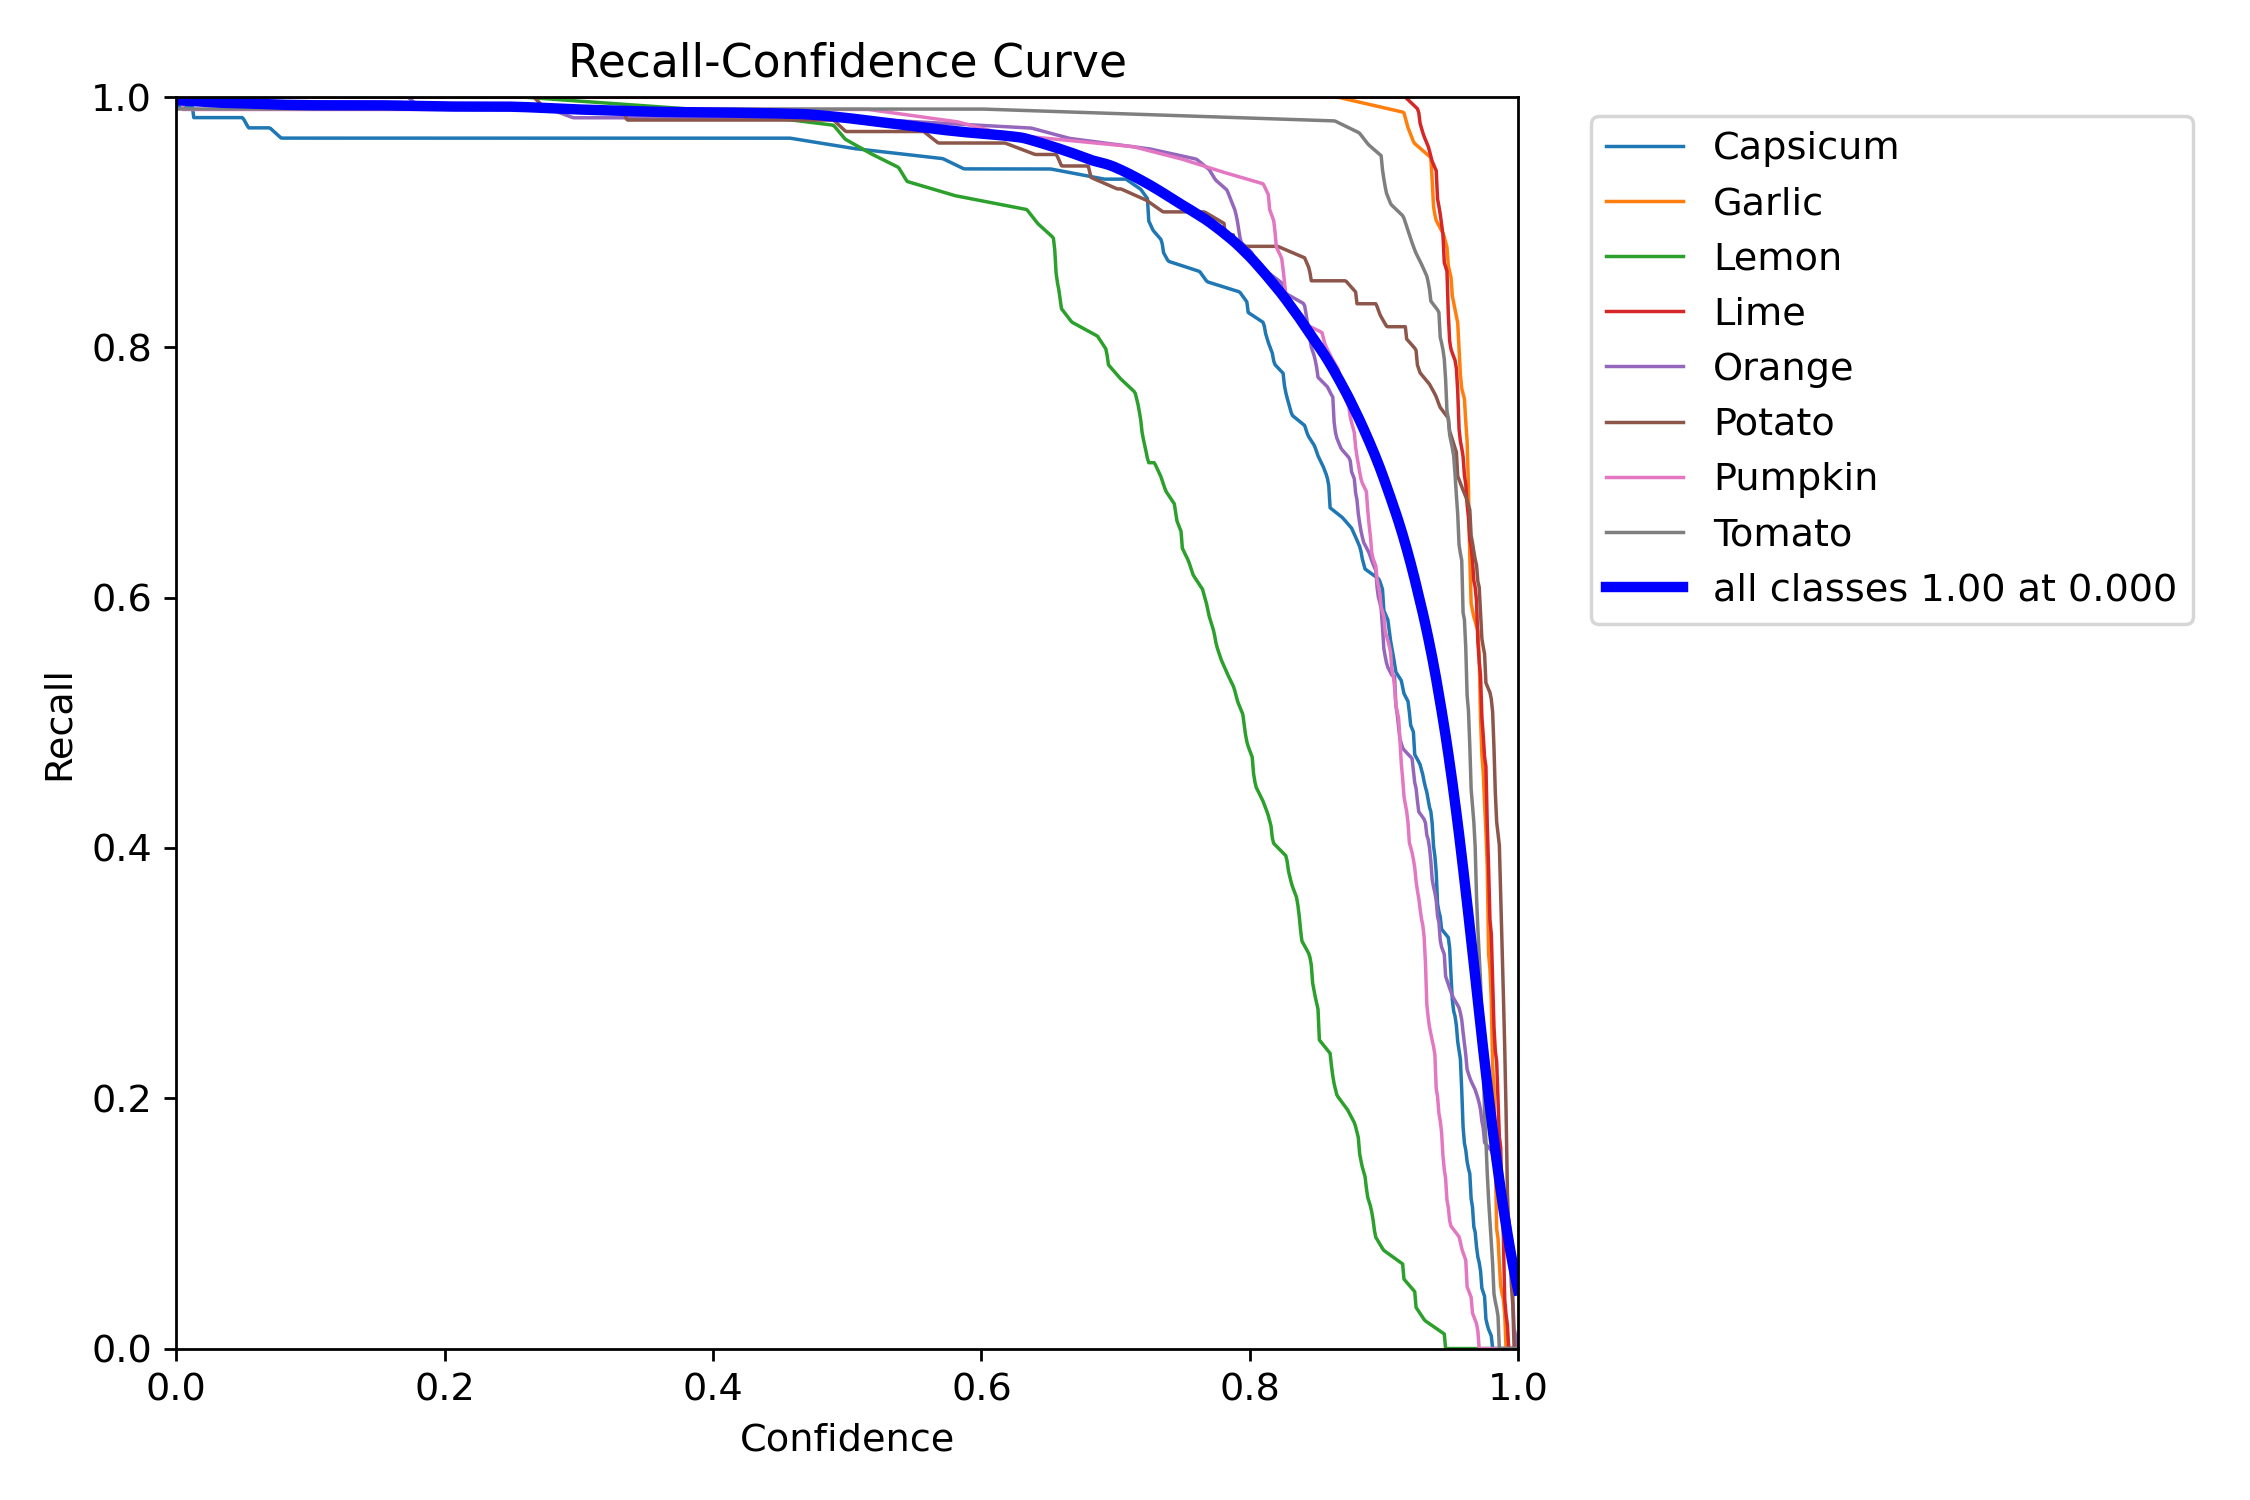 Recall-Confidence Curve
1.0
0.8
0.6
0.4
0.2
0.0
Recall
0.0 0.2 0.4 0.6 0.8 1.0
Confidence
Capsicum
Garlic
Lemon
Lime
Orange
Potato
Pumpkin
Tomato
all classes 1.00 at 0.000